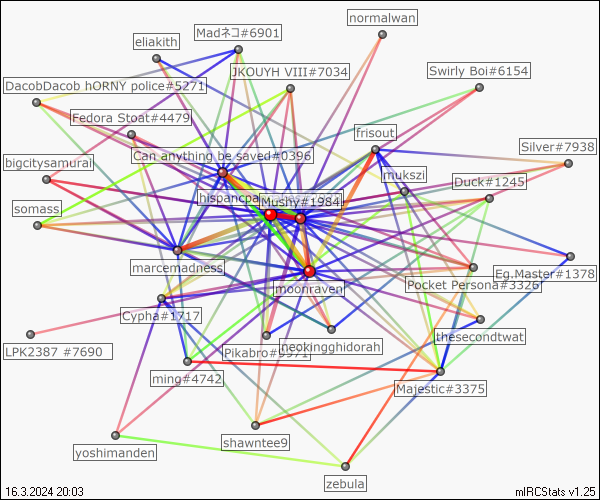 normalwan
Madネコ#6901
eliakith
JKOUYH VIII#7034
Swirly Boi#6154
DacobDacob hORNY police#5271
Fedora Stoat#4479
frisout
Silver#7938
Can anything be saved#0396
bigcitysamurai
mukszi
Duck#1245
hispancpa
Mushy#1984
somass
marcemadness
Eg.Master#1378
moonraven
Pocket Persona#3326
Cypha#1717
thesecondtwat
neokingghidorah
LPK2387 #7690
Pikabro#
ming#4742
Majestic#3375
shawntee9
yoshimanden
zebula
16.3.2024 20:03
mIRCStats v1.25